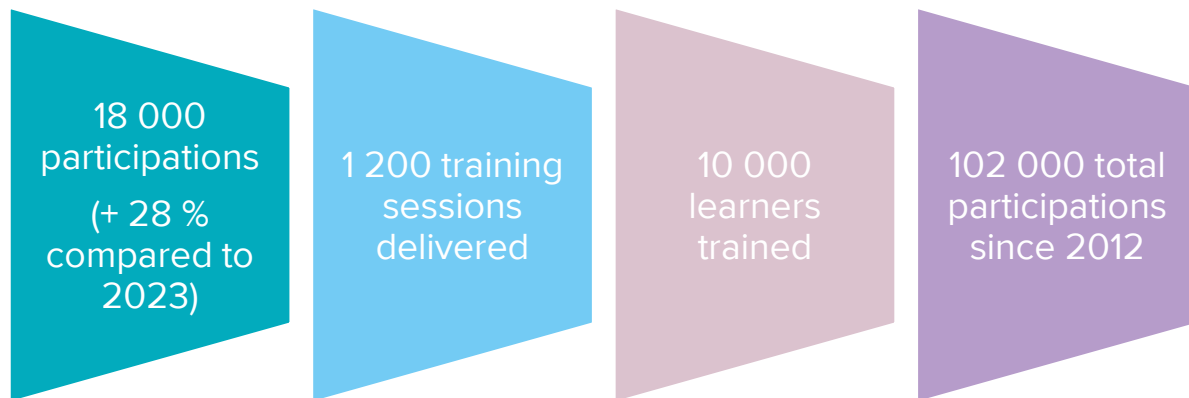 18 000
participations
(+ 28 %
compared to
2023)
1 200 training
sessions
delivered
10 000
learners
trained
102 000 total
participations
since 2012